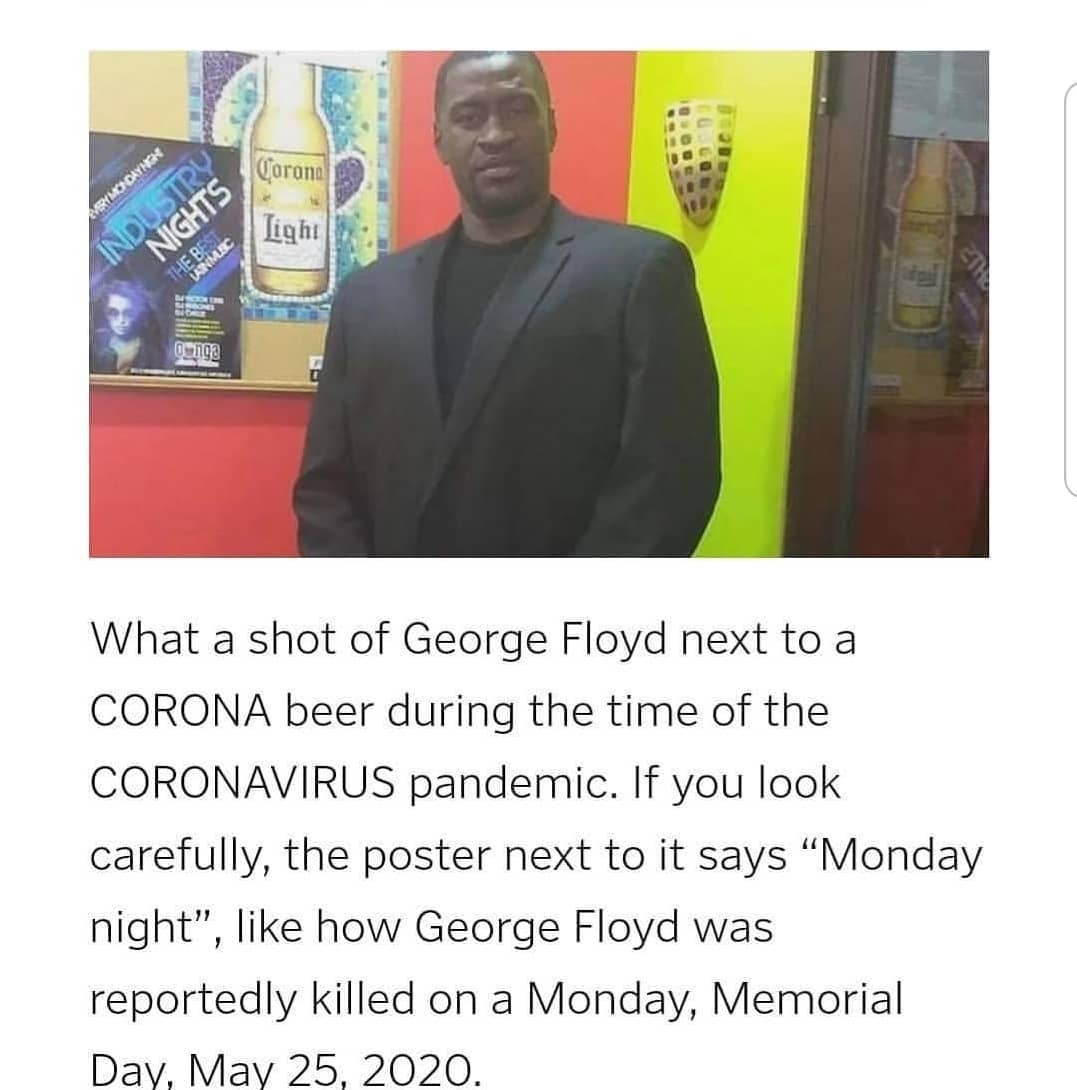 EVERY MONDAY NIGHT
INDUSTRY
NIGHTS
THE BEST
Corona
Light
What a shot of George Floyd next to a
CORONA beer during the time of the
CORONAVIRUS pandemic. If you look
carefully, the poster next to it says “Monday
night”, like how George Floyd was
reportedly killed on a Monday, Memorial
Day, May 25, 2020.